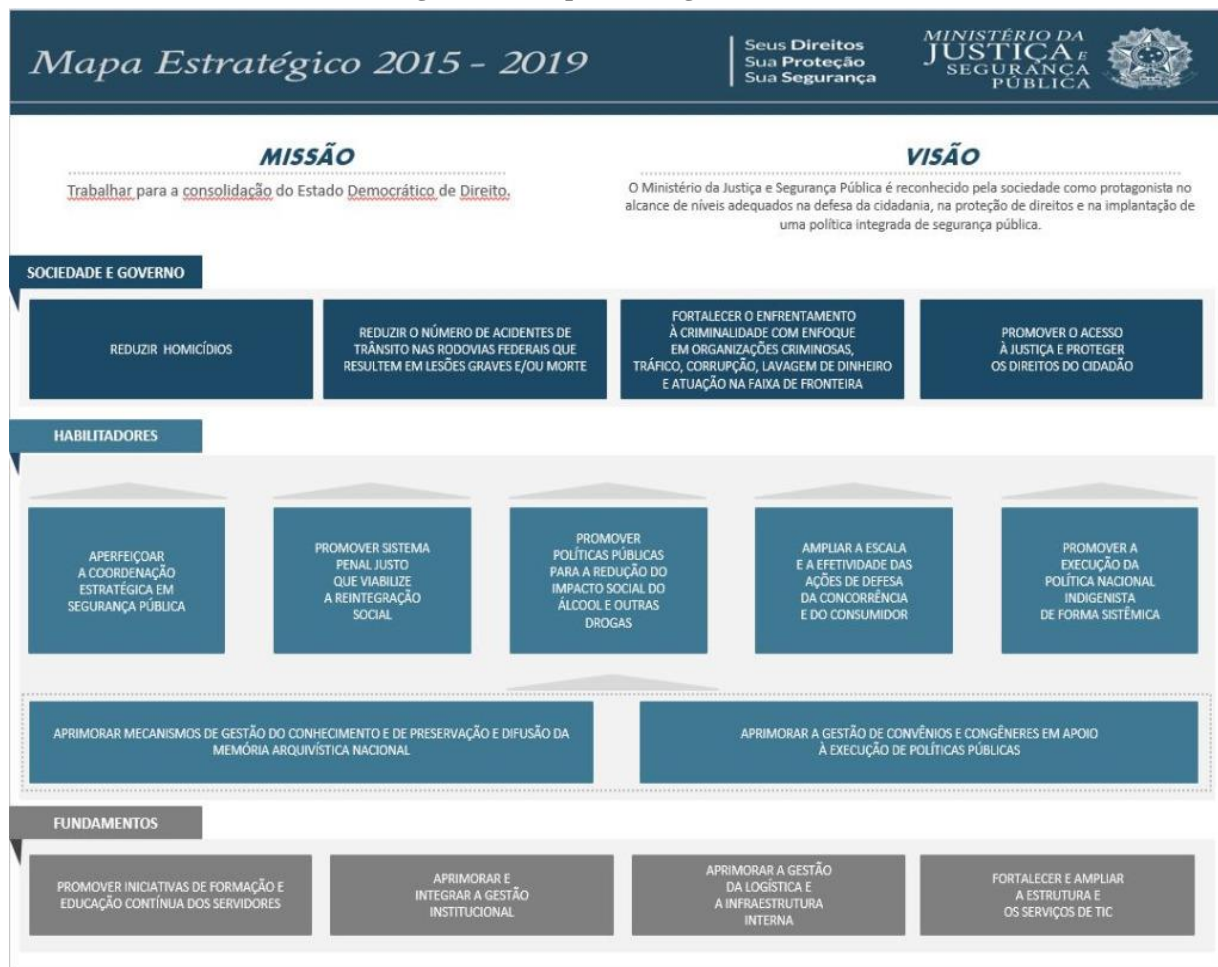 Mapa Estratégico 2015 - 2019
Seus Direitos
Sua Proteção
Sua Segurança
MINISTÉRIO DA
JUSTIÇA E
SEGURANÇA
PÚBLICA
MISSÃO
Trabalhar para a consolidação do Estado Democrático de Direito.
VISÃO
O Ministério da Justiça e Segurança Pública é reconhecido pela sociedade como protagonista no
alcance de níveis adequados na defesa da cidadania, na proteção de direitos e na implantação de
uma política integrada de segurança pública.
SOCIEDADE E GOVERNO
REDUZIR HOMICÍDIOS
REDUZIR O NÚMERO DE ACIDENTES DE
TRÂNSITO NAS RODOVIAS FEDERAIS QUE
RESULTEM EM LESÕES GRAVES E/OU MORTE
FORTALECER O ENFRENTAMENTO
À CRIMINALIDADE COM ENFOQUE
EM ORGANIZAÇÕES CRIMINOSAS,
TRÁFICO, CORRUPÇÃO, LAVAGEM DE DINHEIRO
E ATUAÇÃO NA FAIXA DE FRONTEIRA
PROMOVER O ACESSO
À JUSTIÇA E PROTEGER
OS DIREITOS DO CIDADÃO
HABILITADORES
APERFEIÇOAR
A COORDENAÇÃO
ESTRATÉGICA EM
SEGURANÇA PÚBLICA
PROMOVER SISTEMA
PENAL JUSTO
QUE VIABILIZE
A REINTEGRAÇÃO
SOCIAL
PROMOVER
POLÍTICAS PÚBLICAS
PARA A REDUÇÃO DO
IMPACTO SOCIAL DO
ÁLCOOL E OUTRAS
DROGAS
AMPLIAR A ESCALA
E A EFETIVIDADE DAS
AÇÕES DE DEFESA
DA CONCORRÊNCIA
E DO CONSUMIDOR
PROMOVER A
EXECUÇÃO DA
POLÍTICA NACIONAL
INDIGENISTA
DE FORMA SISTÊMICA
APRIMORAR MECANISMOS DE GESTÃO DO CONHECIMENTO E DE PRESERVAÇÃO E DIFUSÃO DA
MEMÓRIA ARQUIVÍSTICA NACIONAL
APRIMORAR A GESTÃO DE CONVÊNIOS E CONGÊNERES EM APOIO
À EXECUÇÃO DE POLÍTICAS PÚBLICAS
FUNDAMENTOS
PROMOVER INICIATIVAS DE FORMAÇÃO E
EDUCAÇÃO CONTÍNUA DOS SERVIDORES
APRIMORAR E
INTEGRAR A GESTÃO
INSTITUCIONAL
APRIMORAR A GESTÃO
DA LOGÍSTICA E
A INFRAESTRUTURA
INTERNA
FORTALECER E AMPLIAR
A ESTRUTURA E
OS SERVIÇOS DE TIC